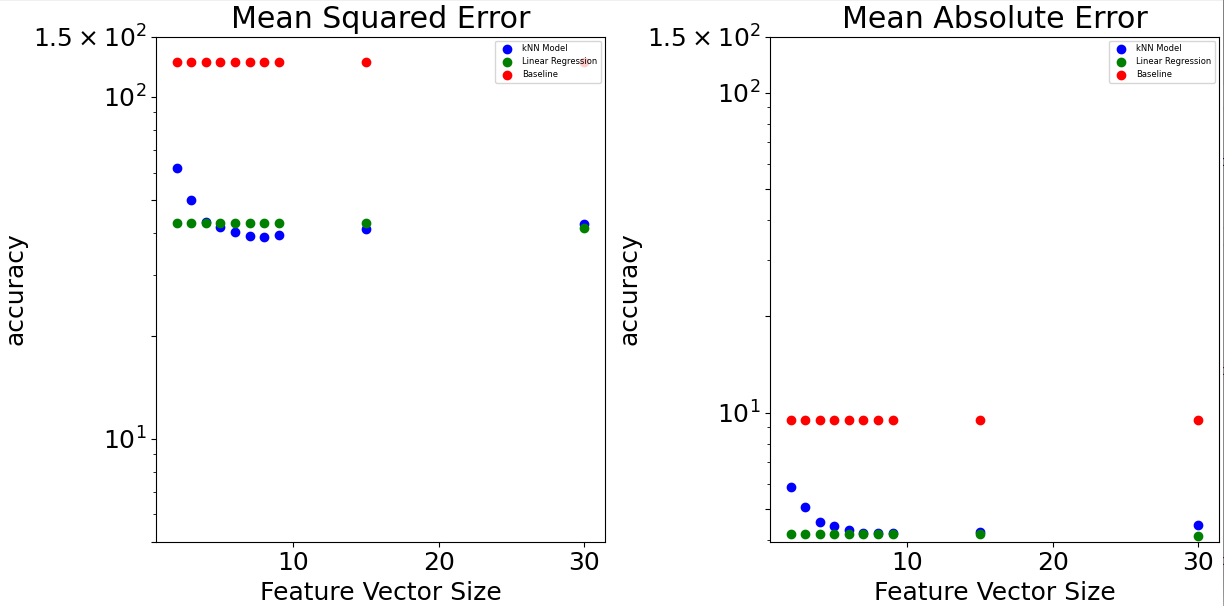 Mean Squared Error
1.5 × 10²
10²
10¹
accuracy
10
20
30
Feature Vector Size
kNN Model
Linear Regression
Baseline
Mean Absolute Error
1.5 × 10²
10²
10¹
accuracy
10
20
30
Feature Vector Size
kNN Model
Linear Regression
Baseline